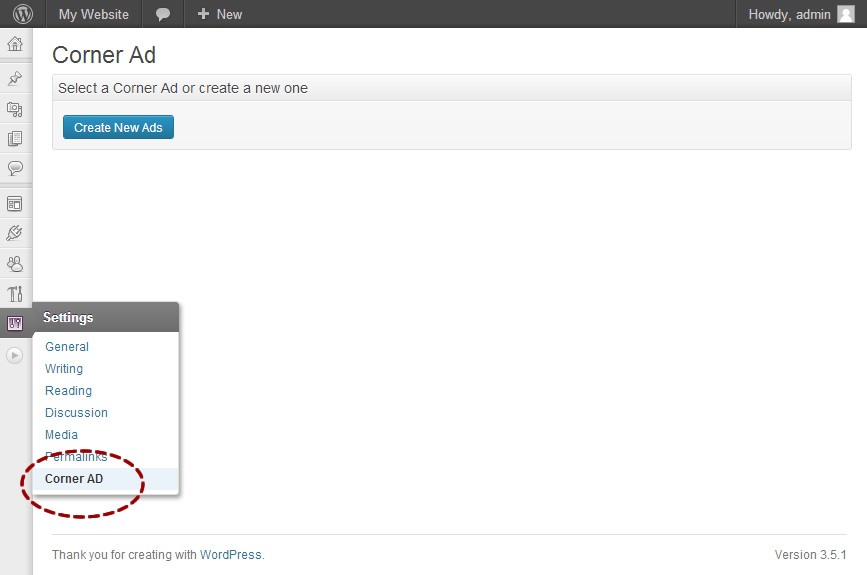 My Website
New
Howdy, admin
Corner Ad
Select a Corner Ad or create a new one
Create New Ads
Settings
General
Writing
Reading
Discussion
Media
Permalinks
Corner AD
Thank you for creating with WordPress.
Version 3.5.1